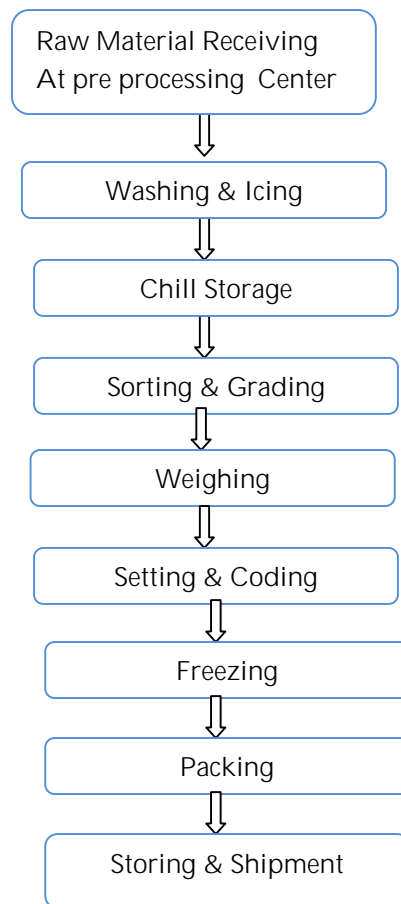 Raw Material Receiving
At pre processing Center
Washing & Icing
Chill Storage
Sorting & Grading
Weighing
Setting & Coding
Freezing
Packing
Storing & Shipment